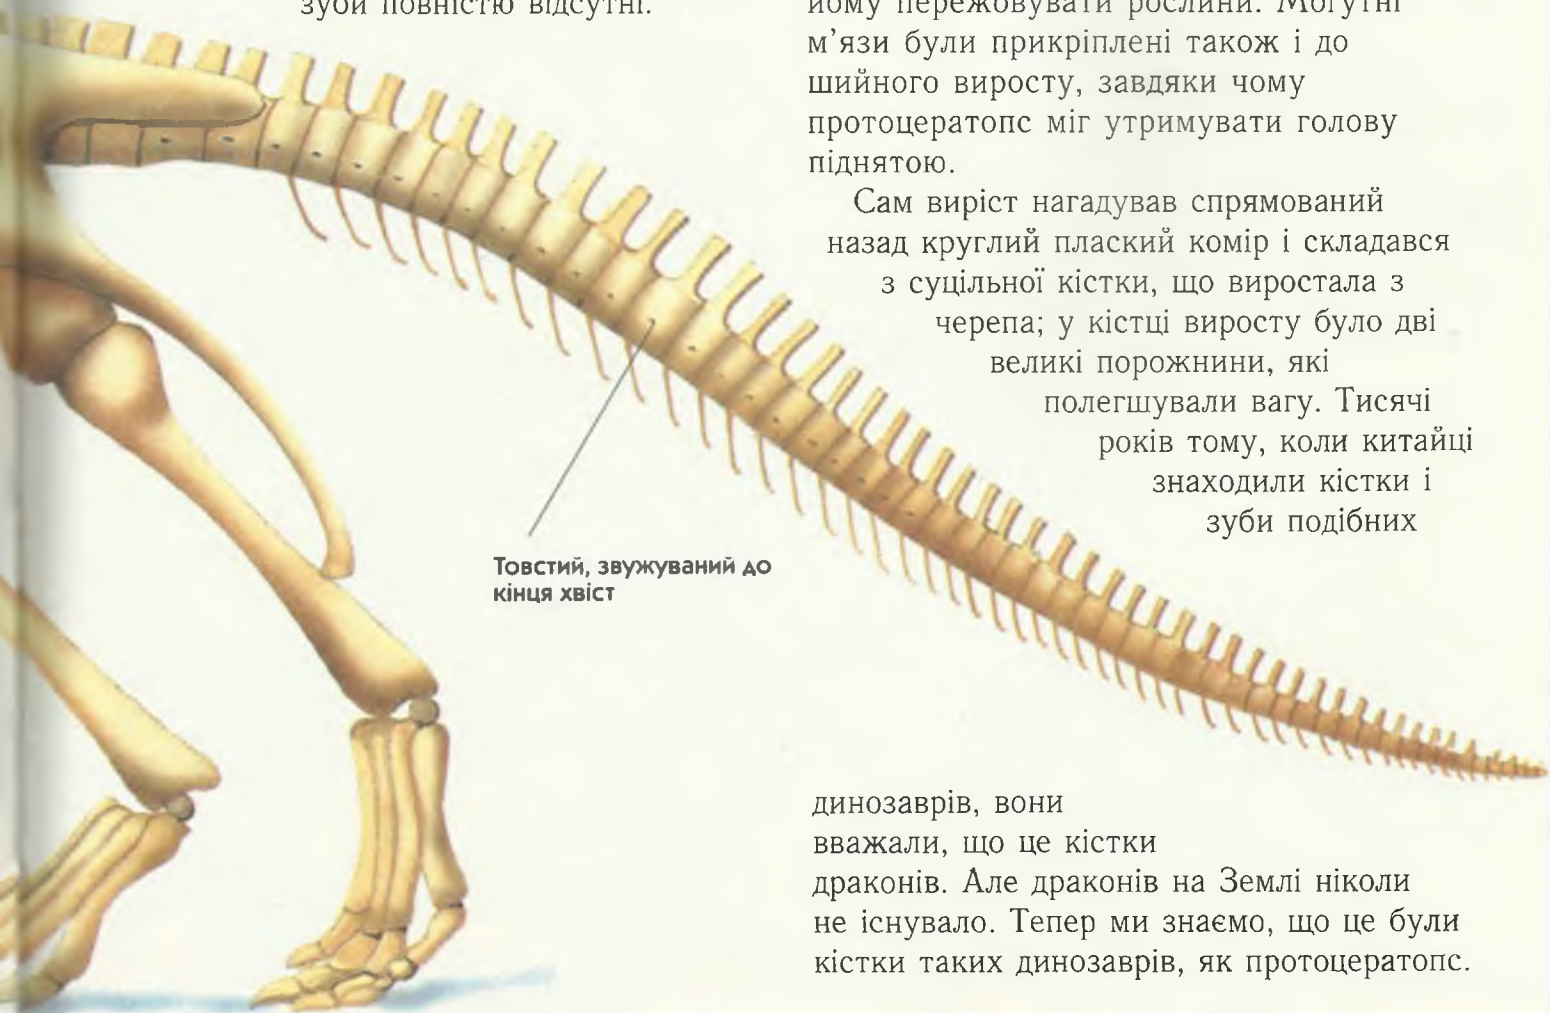 зуби повністю відсутні.
йому пережовувати рослини. Могутні
м’язи були прикріплені також і до
шийного виросту, завдяки чому
протоцератопс міг утримувати голову
піднятою.
Сам виріст нагадував спрямований
назад круглий плаский комір і складався
з суцільної кістки, що виростала з
черепа; у кістці виросту було дві
великі порожнини, які
полегшували вагу. Тисячі
років тому, коли китайці
знаходили кістки і
зуби подібних
динозаврів, вони
вважали, що це кістки
драконів. Але драконів на Землі ніколи
не існувало. Тепер ми знаємо, що це були
кістки таких динозаврів, як протоцератопс.
Товстий, звужуваний до
кінця хвіст